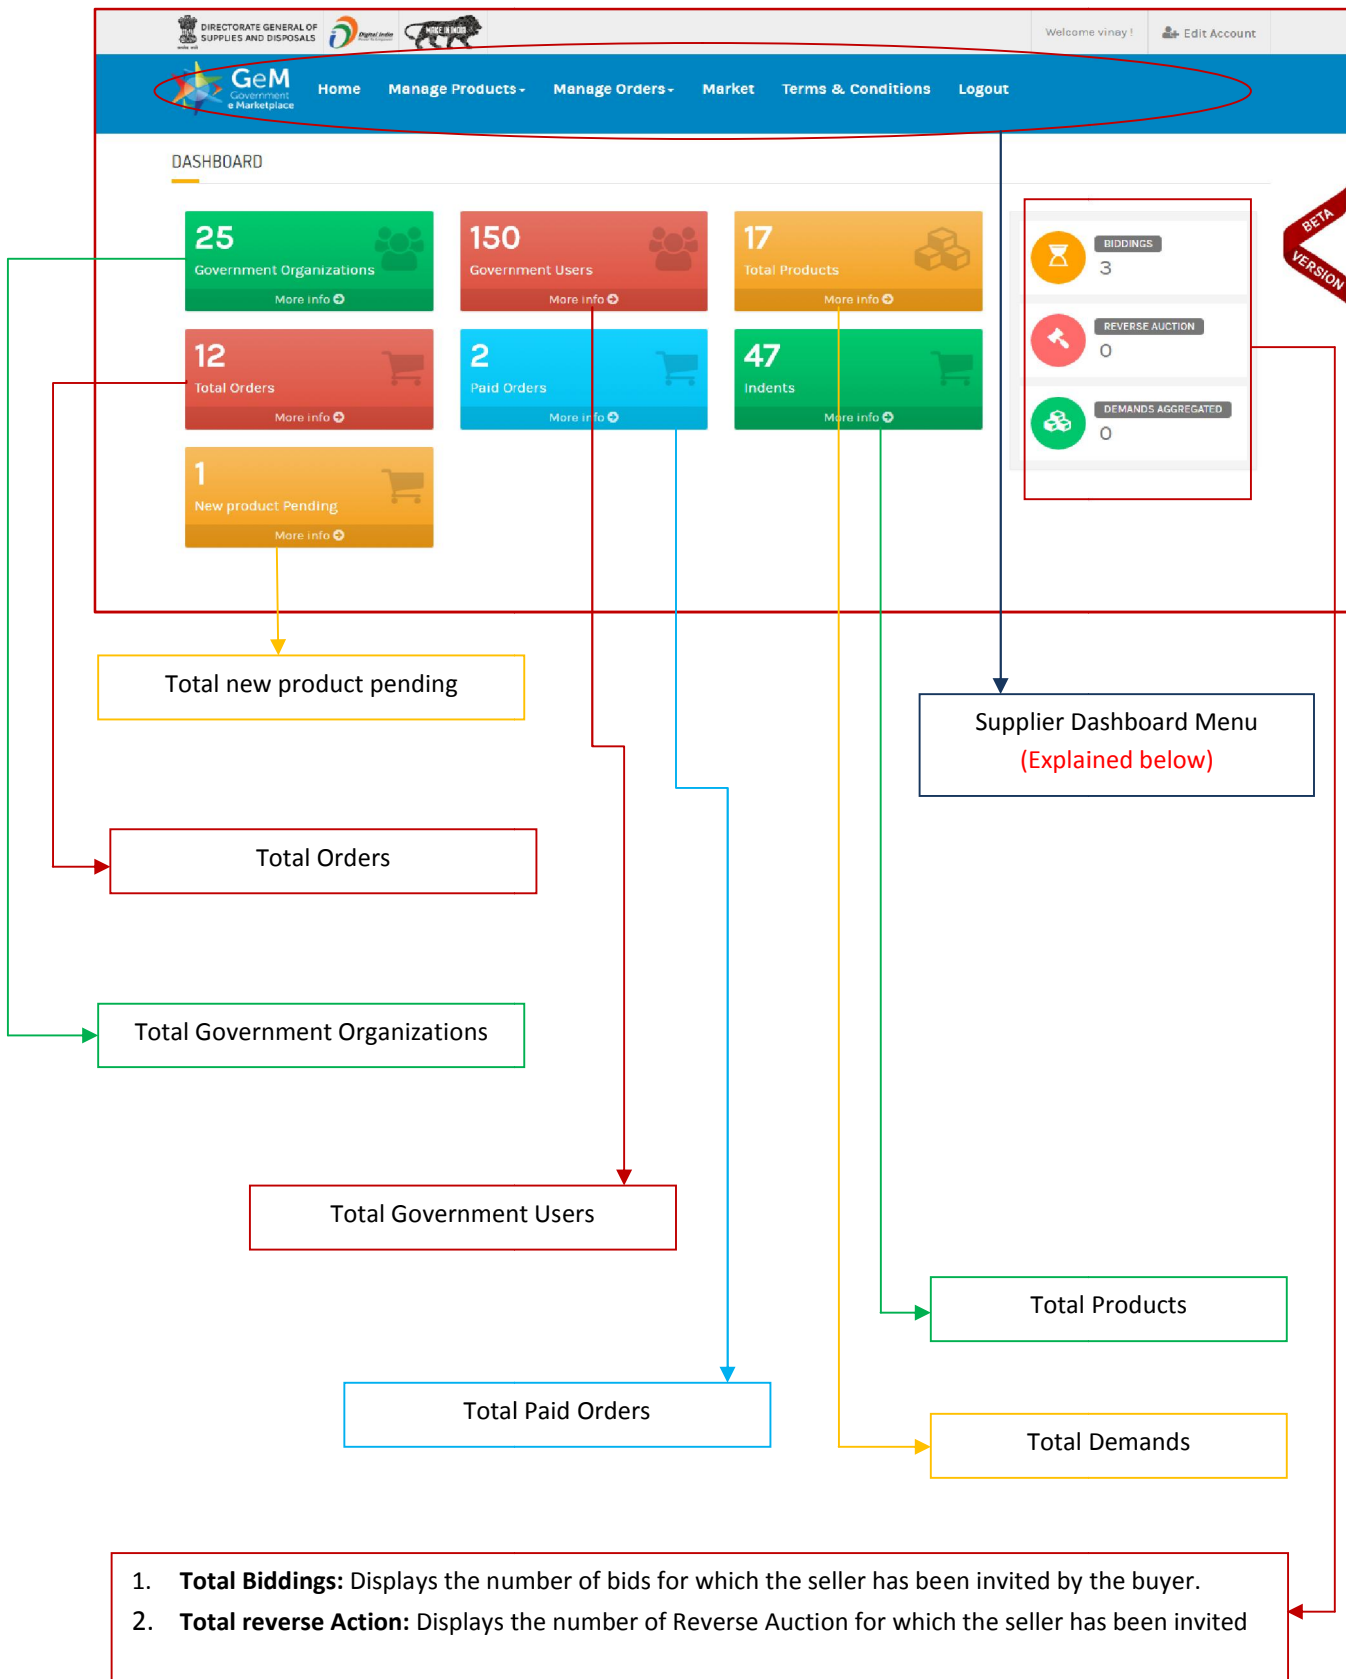 DIRECTORATE GENERAL OF
SUPPLIES AND DISPOSALS
Digital India
MAKE IN INDIA
Welcome vinay !
Edit Account
GeM
Government
e Marketplace
Home Manage Products Manage Orders Market Terms & Conditions Logout
DASHBOARD
BETA
VERSION
25
Government Organizations
More info
150
Government Users
More info
17
Total Products
More info
BIDDINGS
3
REVERSE AUCTION
0
DEMANDS AGGREGATED
0
12
Total Orders
More info
2
Paid Orders
More info
47
Indents
More info
1
New product Pending
More info
Total new product pending
Supplier Dashboard Menu
(Explained below)
Total Orders
Total Government Organizations
Total Government Users
Total Products
Total Paid Orders
Total Demands
1. Total Biddings: Displays the number of bids for which the seller has been invited by the buyer.
2. Total reverse Action: Displays the number of Reverse Auction for which the seller has been invited